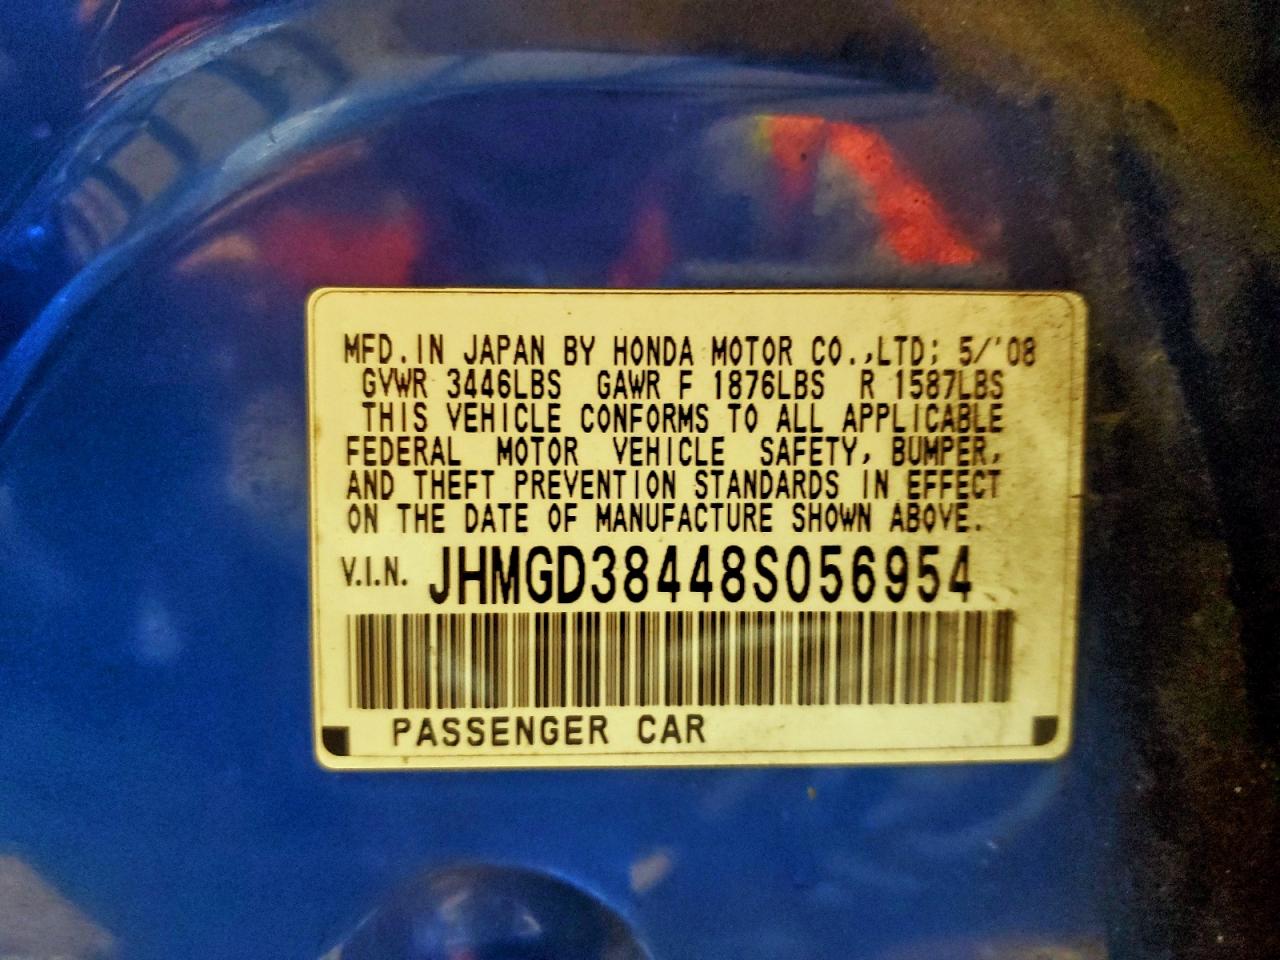 MFD. IN JAPAN BY HONDA MOTOR CO.,LTD; 5/'08
GVWR 3446LBS GAWR F 1876LBS R 1587LBS
THIS VEHICLE CONFORMS TO ALL APPLICABLE
FEDERAL MOTOR VEHICLE SAFETY, BUMPER,
AND THEFT PREVENTION STANDARDS IN EFFECT
ON THE DATE OF MANUFACTURE SHOWN ABOVE.
V.I.N. JHMGD38448S056954
PASSENGER CAR